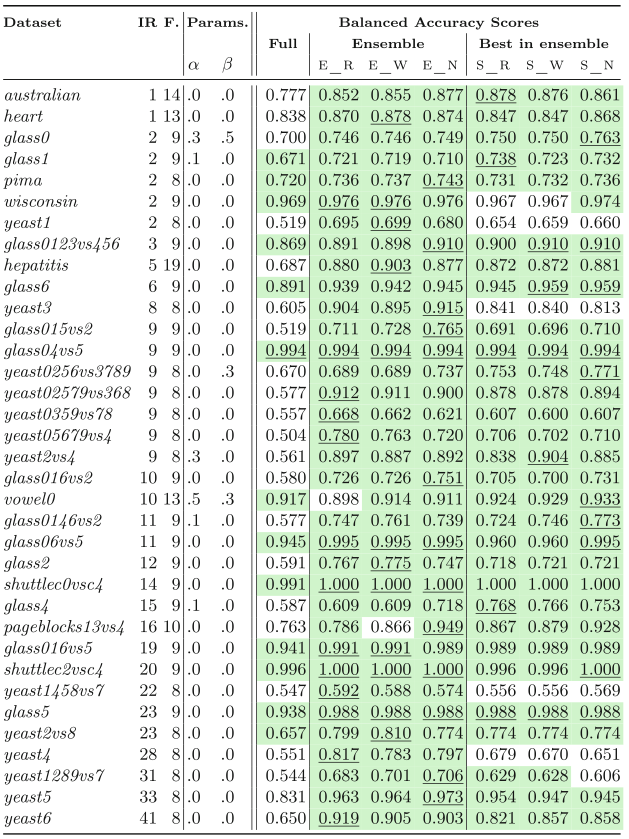 Dataset IR F. Params. Balanced Accuracy Scores
Full Ensemble Best in ensemble
α β E_R E_W E_N S_R S_W S_N
australian 1 14 .0 .0 0.777 0.852 0.855 0.877 0.878 0.876 0.861
heart 1 13 .0 .0 0.838 0.870 0.878 0.874 0.847 0.847 0.868
glass0 2 9 .3 .5 0.700 0.746 0.746 0.749 0.750 0.750 0.763
glass1 2 9 .1 .0 0.671 0.721 0.719 0.710 0.738 0.723 0.732
pima 2 8 .0 .0 0.720 0.736 0.737 0.743 0.731 0.732 0.736
wisconsin 2 9 .0 .0 0.969 0.976 0.976 0.976 0.967 0.967 0.974
yeast1 2 8 .0 .0 0.519 0.695 0.699 0.680 0.654 0.659 0.660
glass0123vs456 3 9 .0 .0 0.869 0.891 0.898 0.910 0.900 0.910 0.910
hepatitis 5 19 .0 .0 0.687 0.880 0.903 0.877 0.872 0.872 0.881
glass6 6 9 .0 .0 0.891 0.939 0.942 0.945 0.945 0.959 0.959
yeast3 8 8 .0 .0 0.605 0.904 0.895 0.915 0.841 0.840 0.813
glass015vs2 9 9 .0 .0 0.519 0.711 0.728 0.765 0.691 0.696 0.710
glass04vs5 9 9 .0 .0 0.994 0.994 0.994 0.994 0.994 0.994 0.994
yeast0256vs3789 9 8 .0 .3 0.670 0.689 0.689 0.737 0.753 0.748 0.771
yeast02579vs368 9 8 .0 .0 0.577 0.912 0.911 0.900 0.878 0.878 0.894
yeast0359vs78 9 8 .0 .0 0.557 0.668 0.662 0.621 0.607 0.600 0.607
yeast05679vs4 9 8 .0 .0 0.504 0.780 0.763 0.720 0.706 0.702 0.710
yeast2vs4 9 8 .3 .0 0.561 0.897 0.887 0.892 0.838 0.904 0.885
glass016vs2 10 9 .0 .0 0.580 0.726 0.726 0.751 0.705 0.700 0.731
vowel0 10 13 .5 .3 0.917 0.898 0.914 0.911 0.924 0.929 0.933
glass0146vs2 11 9 .1 .0 0.577 0.747 0.761 0.739 0.724 0.746 0.773
glass06vs5 11 9 .0 .0 0.945 0.995 0.995 0.995 0.960 0.960 0.995
glass2 12 9 .0 .0 0.591 0.767 0.775 0.747 0.718 0.721 0.721
shuttlec0vsc4 14 9 .0 .0 0.991 1.000 1.000 1.000 1.000 1.000 1.000
glass4 15 9 .1 .0 0.587 0.609 0.609 0.718 0.768 0.766 0.753
pageblocks13vs4 16 10 .0 .0 0.763 0.786 0.866 0.949 0.867 0.879 0.928
glass016vs5 19 9 .0 .0 0.941 0.991 0.991 0.989 0.989 0.989 0.989
shuttlec2vsc4 20 9 .0 .0 0.996 1.000 1.000 1.000 0.996 0.996 1.000
yeast1458vs7 22 8 .0 .0 0.547 0.592 0.588 0.574 0.556 0.556 0.569
glass5 23 9 .0 .0 0.938 0.988 0.988 0.988 0.988 0.988 0.988
yeast2vs8 23 8 .0 .0 0.657 0.799 0.810 0.774 0.774 0.774 0.774
yeast4 28 8 .0 .0 0.551 0.817 0.783 0.797 0.679 0.670 0.651
yeast1289vs7 31 8 .0 .0 0.544 0.683 0.701 0.706 0.629 0.628 0.606
yeast5 33 8 .0 .0 0.831 0.963 0.964 0.973 0.954 0.947 0.945
yeast6 41 8 .0 .0 0.650 0.919 0.905 0.903 0.821 0.857 0.858